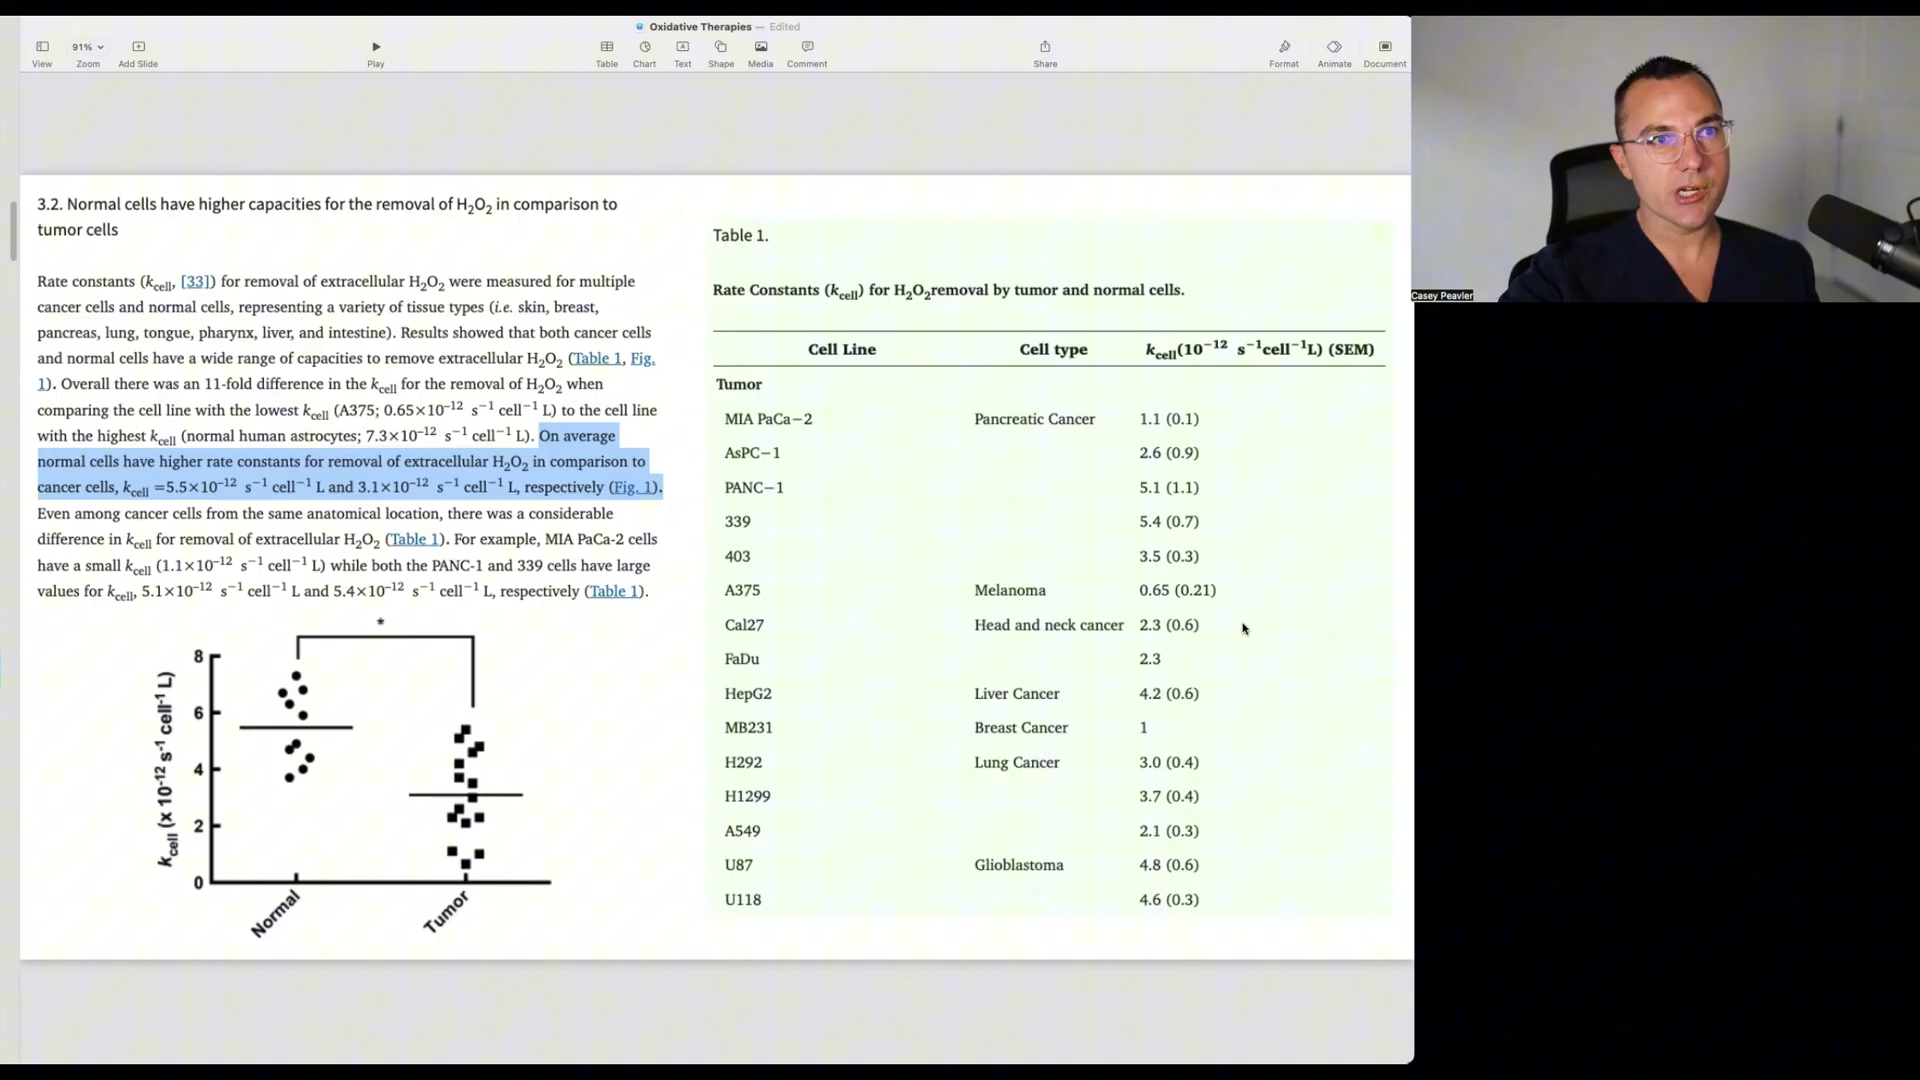 Oxidative Therapies — Edited
91%
View Zoom Add Slide Play Table Chart Text Shape Media Comment Share Format Animate Document
Casey Peavler
3.2. Normal cells have higher capacities for the removal of H₂O₂ in comparison to
tumor cells
Rate constants (kcell, [33]) for removal of extracellular H₂O₂ were measured for multiple
cancer cells and normal cells, representing a variety of tissue types (i.e. skin, breast,
pancreas, lung, tongue, pharynx, liver, and intestine). Results showed that both cancer cells
and normal cells have a wide range of capacities to remove extracellular H₂O₂ (Table 1, Fig.
1). Overall there was an 11-fold difference in the kcell for the removal of H₂O₂ when
comparing the cell line with the lowest kcell (A375; 0.65×10⁻¹² s⁻¹ cell⁻¹ L) to the cell line
with the highest kcell (normal human astrocytes; 7.3×10⁻¹² s⁻¹ cell⁻¹ L). On average
normal cells have higher rate constants for removal of extracellular H₂O₂ in comparison to
cancer cells, kcell =5.5×10⁻¹² s⁻¹ cell⁻¹ L and 3.1×10⁻¹² s⁻¹ cell⁻¹ L, respectively (Fig. 1).
Even among cancer cells from the same anatomical location, there was a considerable
difference in kcell for removal of extracellular H₂O₂ (Table 1). For example, MIA PaCa-2 cells
have a small kcell (1.1×10⁻¹² s⁻¹ cell⁻¹ L) while both the PANC-1 and 339 cells have large
values for kcell, 5.1×10⁻¹² s⁻¹ cell⁻¹ L and 5.4×10⁻¹² s⁻¹ cell⁻¹ L, respectively (Table 1).
*
kcell (x 10⁻¹² s⁻¹ cell⁻¹ L)
8
6
4
2
0
Normal Tumor
Table 1.
Rate Constants (kcell) for H₂O₂removal by tumor and normal cells.
Cell Line Cell type kcell(10⁻¹² s⁻¹cell⁻¹L) (SEM)
Tumor
MIA PaCa−2 Pancreatic Cancer 1.1 (0.1)
AsPC−1 2.6 (0.9)
PANC−1 5.1 (1.1)
339 5.4 (0.7)
403 3.5 (0.3)
A375 Melanoma 0.65 (0.21)
Cal27 Head and neck cancer 2.3 (0.6)
FaDu 2.3
HepG2 Liver Cancer 4.2 (0.6)
MB231 Breast Cancer 1
H292 Lung Cancer 3.0 (0.4)
H1299 3.7 (0.4)
A549 2.1 (0.3)
U87 Glioblastoma 4.8 (0.6)
U118 4.6 (0.3)